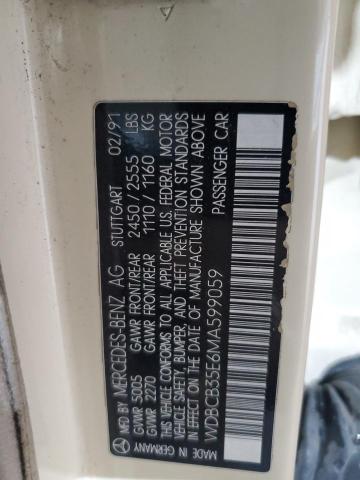 MFD BY MERCEDES-BENZ AG STUTTGART 02/91
GVWR 5005 GAWR FRONT/REAR 2450/2555 LBS
GVWR 2270 GAWR FRONT/REAR 1110/1160 KG
THIS VEHICLE CONFORMS TO ALL APPLICABLE U.S. FEDERAL MOTOR
VEHICLE SAFETY, BUMPER, AND THEFT PREVENTION STANDARDS
IN EFFECT ON THE DATE OF MANUFACTURE SHOWN ABOVE
WDBCB35E6MA599059 PASSENGER CAR
MADE IN GERMANY